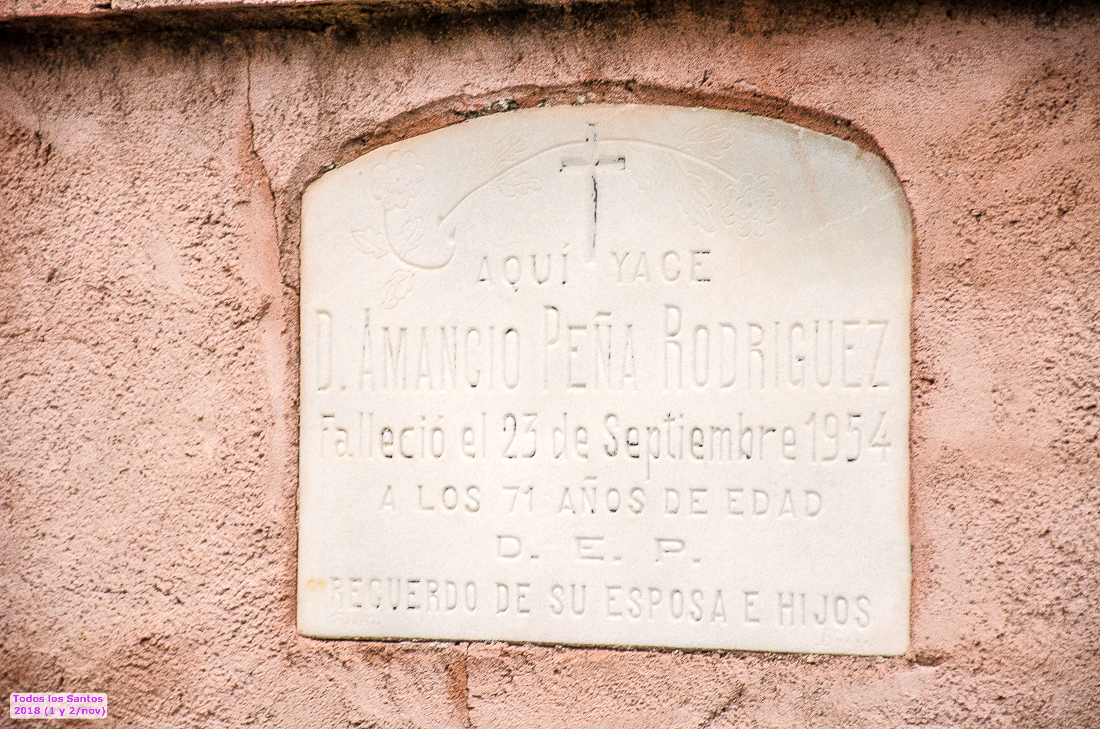 AQUÍ YACE
D. AMANCIO PEÑA RODRIGUEZ
Falleció el 23 de Septiembre 1954
A LOS 71 AÑOS DE EDAD
D. E. P.
RECUERDO DE SU ESPOSA E HIJOS
Todos los Santos
2018 (1 y 2/nov)